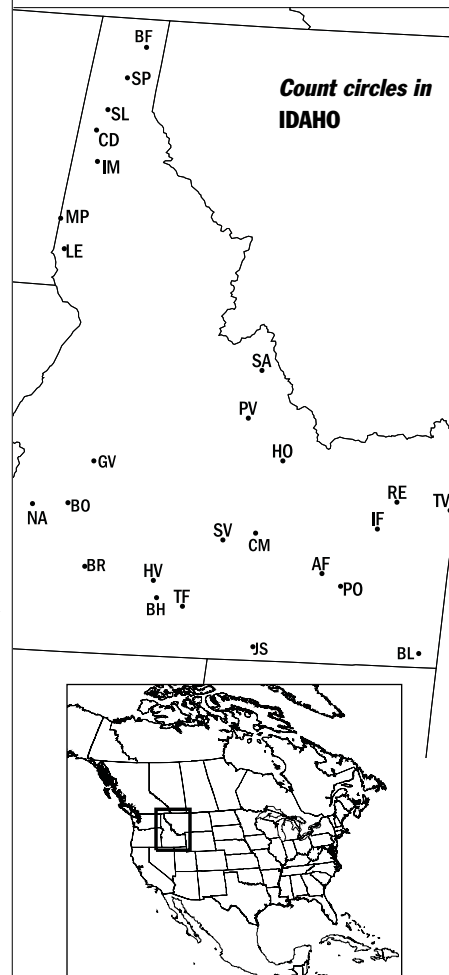 BF
Count circles in
IDAHO
SP
SL
CD
IM
MP
LE
SA
PV
HO
GV
RE
TV
NA
BO
IF
SV
CM
BR
HV
AF
PO
BH
TF
JS
BL